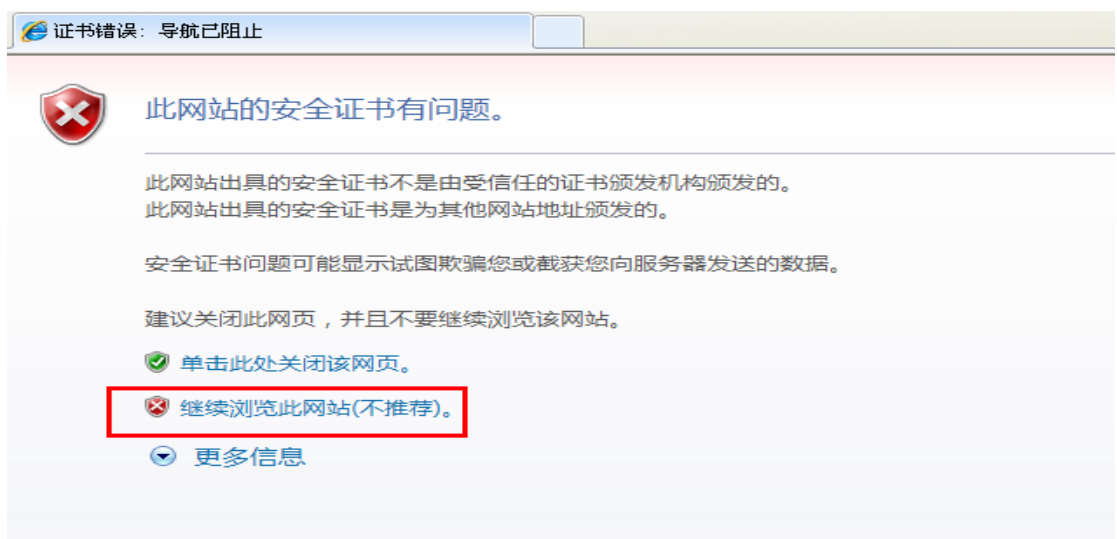 证书错误: 导航已阻止
此网站的安全证书有问题。
此网站出具的安全证书不是由受信任的证书颁发机构颁发的。
此网站出具的安全证书是为其他网站地址颁发的。
安全证书问题可能显示试图欺骗您或截获您向服务器发送的数据。
建议关闭此网页，并且不要继续浏览该网站。
单击此处关闭该网页。
继续浏览此网站(不推荐)。
更多信息